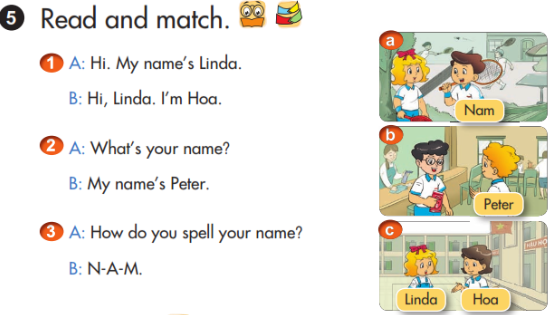 5 Read and match.
1 A: Hi. My name's Linda.
B: Hi, Linda. I'm Hoa.
2 A: What's your name?
B: My name's Peter.
3 A: How do you spell your name?
B: N-A-M.
a
Nam
b
Peter
c
Linda Hoa